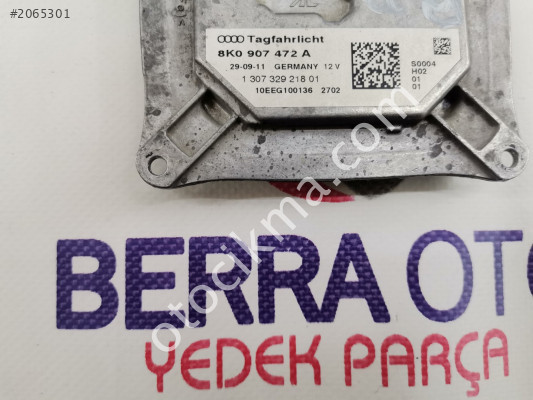 #2065301
Tagfahrlicht
8K0 907 472 A
29-09-11 GERMANY 12 V
1 307 329 218 01
10EEG100136 2702
S0004
H02
01
01
otocikma.com
BERRA OTO
YEDEK PARÇA